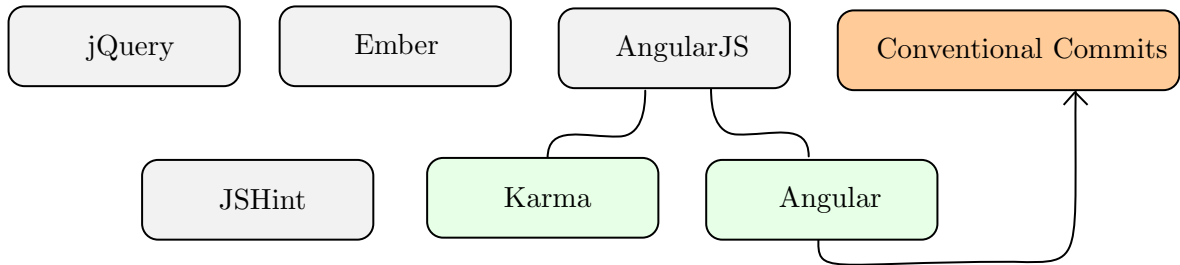 jQuery
Ember
AngularJS
Conventional Commits
JSHint
Karma
Angular